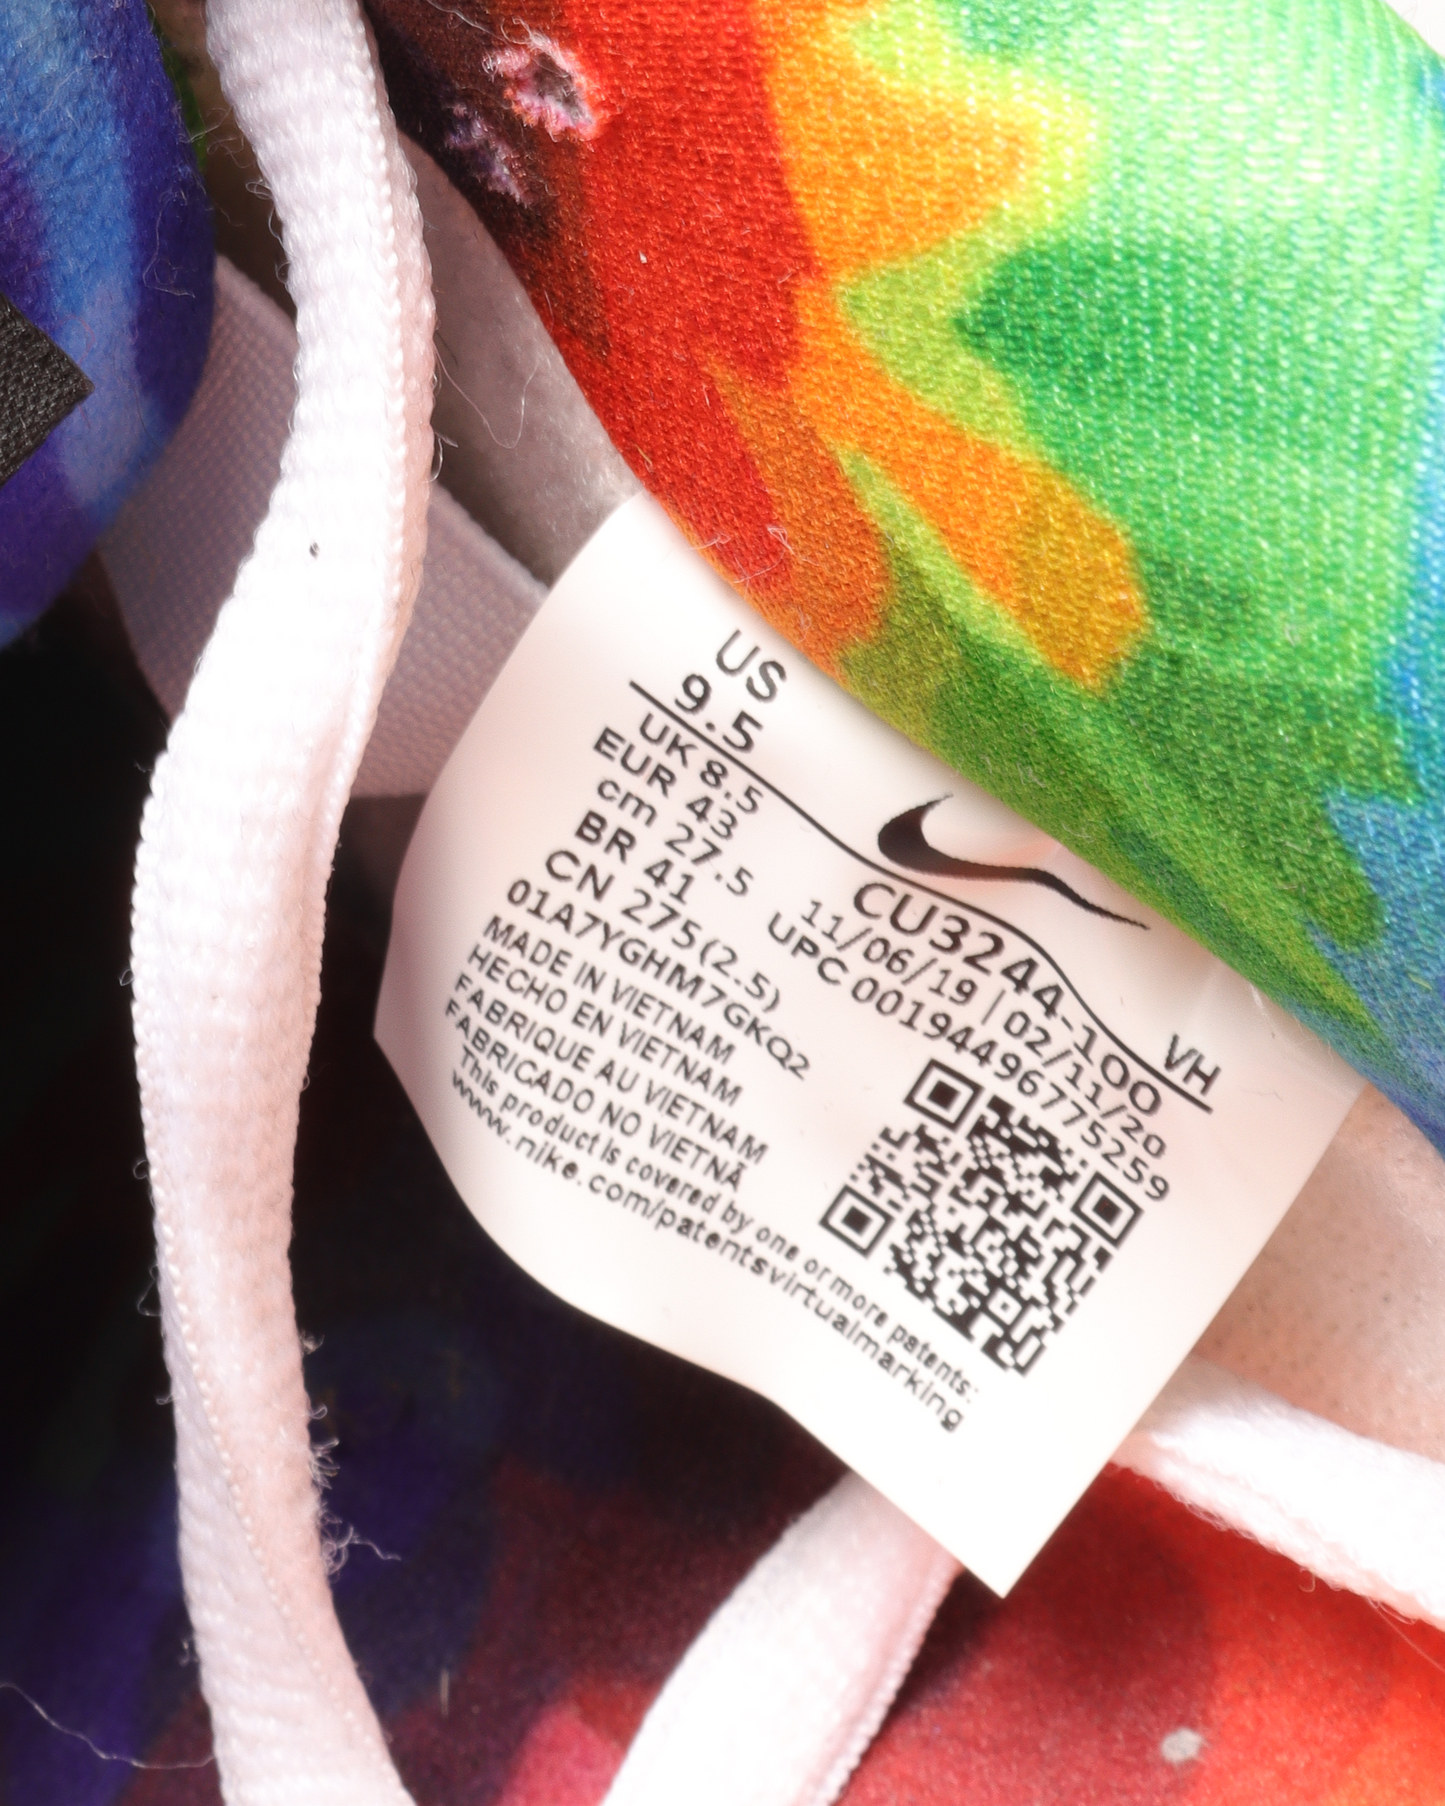 US
9.5
UK 8.5
EUR 43
cm 27.5
BR 41
CN 275(2.5)
01A7YGHM7GKQ2
MADE IN VIETNAM
HECHO EN VIETNAM
FABRIQUE AU VIETNAM
FABRICADO NO VIETNÃ
This product is covered by one or more patents:
www.nike.com/patentsvirtualmarking
VH
CU3244-100
11/06/19 | 02/11/20
UPC 00194496775259